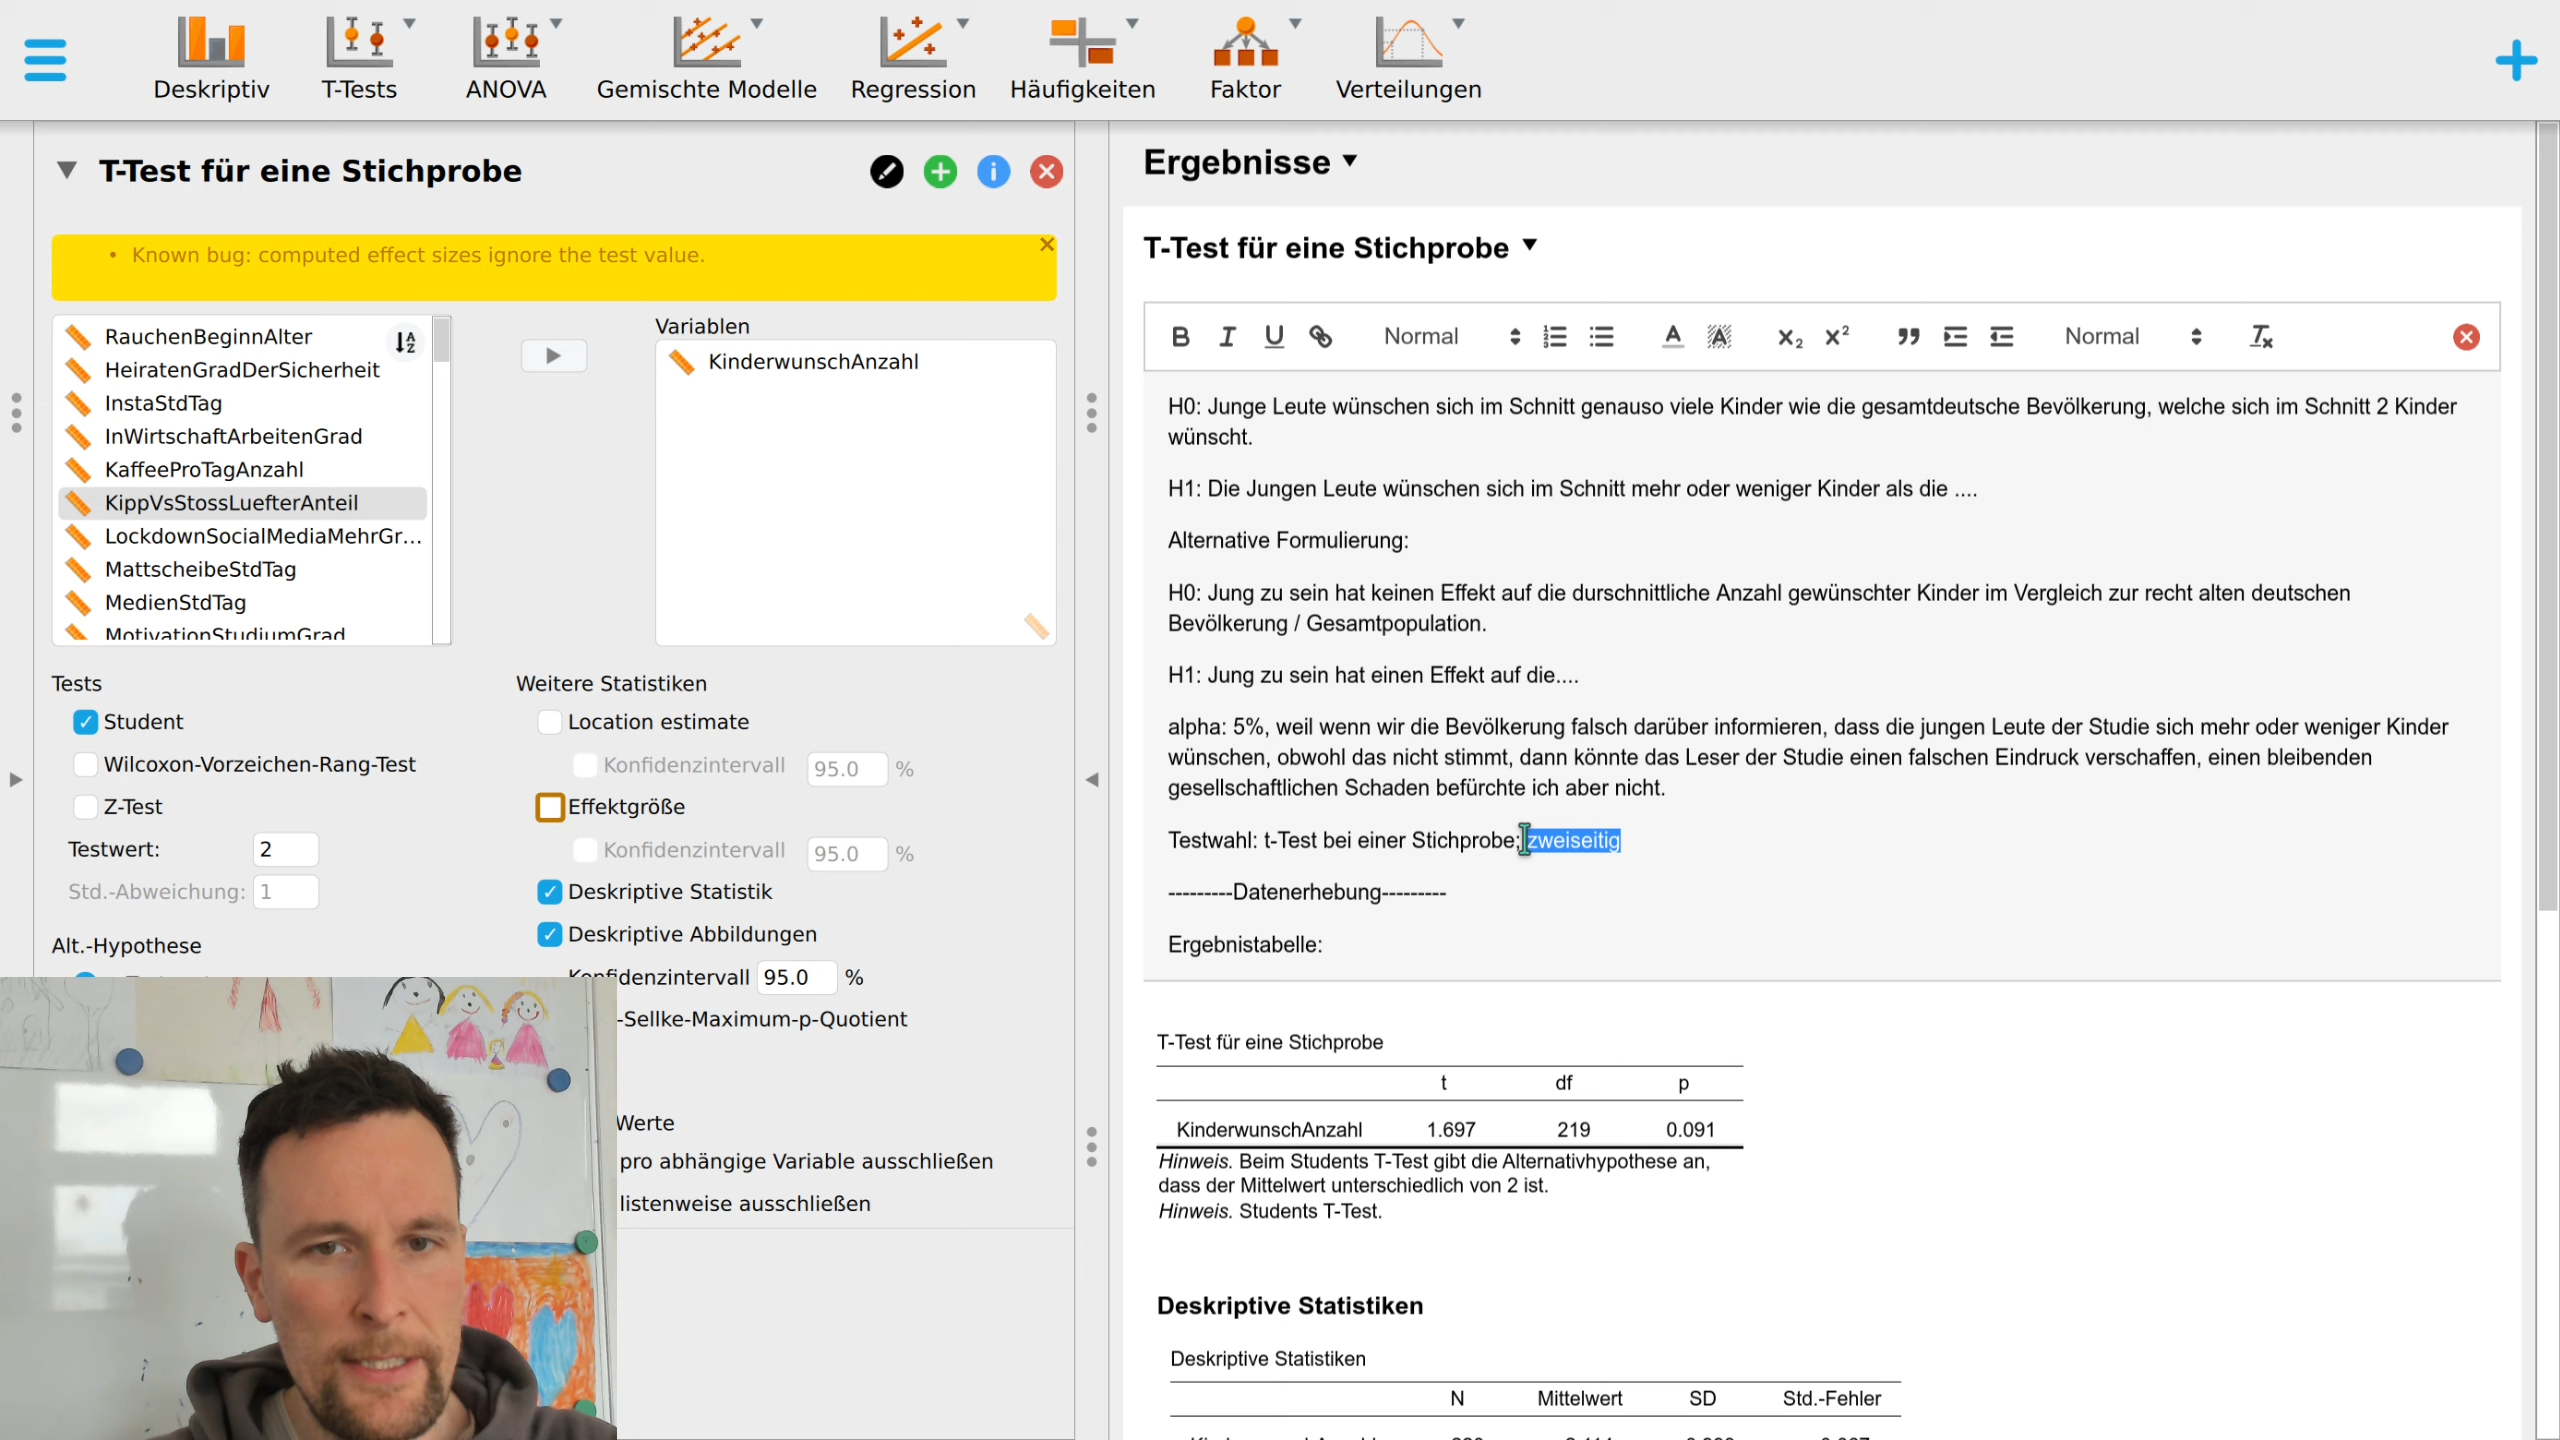 Deskriptiv
T-Tests
ANOVA
Gemischte Modelle
Regression
Häufigkeiten
Faktor
Verteilungen
T-Test für eine Stichprobe
• Known bug: computed effect sizes ignore the test value.
RauchenBeginnAlter
HeiratenGradDerSicherheit
InstaStdTag
InWirtschaftArbeitenGrad
KaffeeProTagAnzahl
KippVsStossLuefterAnteil
LockdownSocialMediaMehrGr...
MattscheibeStdTag
MedienStdTag
MotivationStudiumGrad
Variablen
KinderwunschAnzahl
Tests
Student
Wilcoxon-Vorzeichen-Rang-Test
Z-Test
Testwert: 2
Std.-Abweichung: 1
Alt.-Hypothese
Weitere Statistiken
Location estimate
Konfidenzintervall 95.0 %
Effektgröße
Konfidenzintervall 95.0 %
Deskriptive Statistik
Deskriptive Abbildungen
Konfidenzintervall 95.0 %
-Sellke-Maximum-p-Quotient
Werte
pro abhängige Variable ausschließen
listenweise ausschließen
Ergebnisse
T-Test für eine Stichprobe
B I U Normal A A X₂ X² Normal Tx
H0: Junge Leute wünschen sich im Schnitt genauso viele Kinder wie die gesamtdeutsche Bevölkerung, welche sich im Schnitt 2 Kinder
wünscht.
H1: Die Jungen Leute wünschen sich im Schnitt mehr oder weniger Kinder als die ....
Alternative Formulierung:
H0: Jung zu sein hat keinen Effekt auf die durschnittliche Anzahl gewünschter Kinder im Vergleich zur recht alten deutschen
Bevölkerung / Gesamtpopulation.
H1: Jung zu sein hat einen Effekt auf die....
alpha: 5%, weil wenn wir die Bevölkerung falsch darüber informieren, dass die jungen Leute der Studie sich mehr oder weniger Kinder
wünschen, obwohl das nicht stimmt, dann könnte das Leser der Studie einen falschen Eindruck verschaffen, einen bleibenden
gesellschaftlichen Schaden befürchte ich aber nicht.
Testwahl: t-Test bei einer Stichprobe; zweiseitig
---------Datenerhebung---------
Ergebnistabelle:
T-Test für eine Stichprobe
t df p
KinderwunschAnzahl 1.697 219 0.091
Hinweis. Beim Students T-Test gibt die Alternativhypothese an,
dass der Mittelwert unterschiedlich von 2 ist.
Hinweis. Students T-Test.
Deskriptive Statistiken
Deskriptive Statistiken
N Mittelwert SD Std.-Fehler